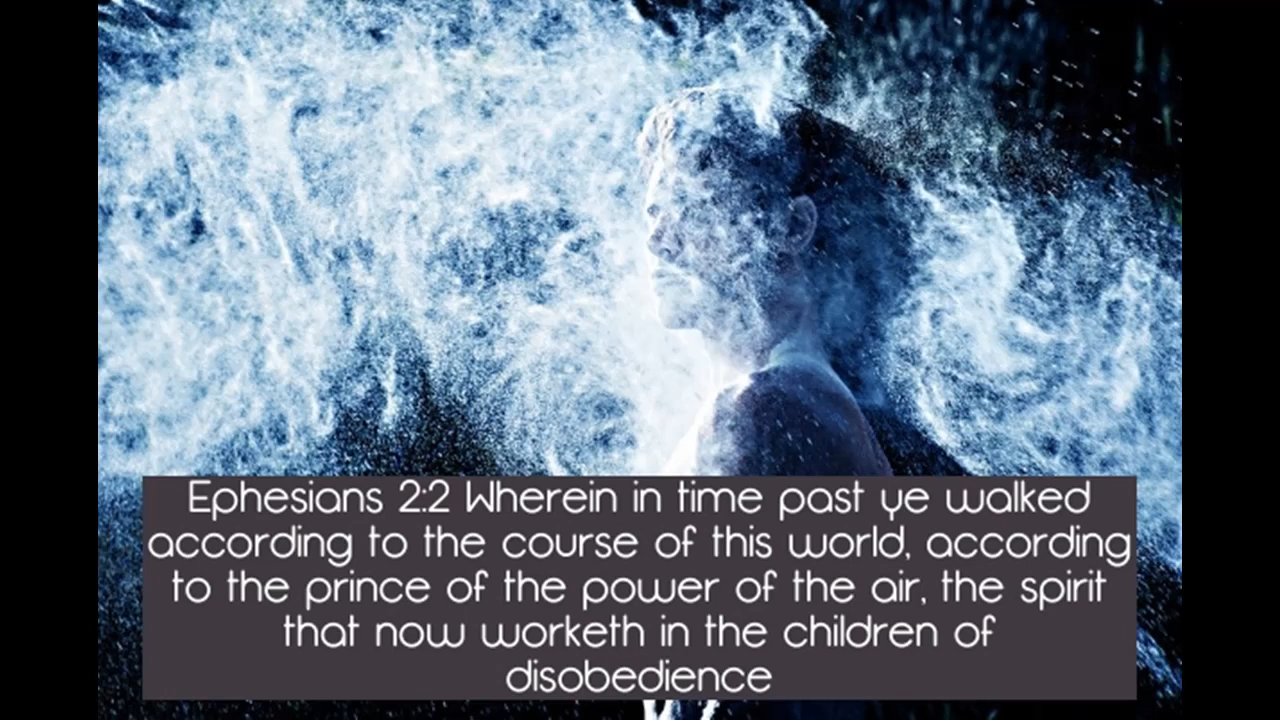 Ephesians 2:2 Wherein in time past ye walked
according to the course of this world, according
to the prince of the power of the air, the spirit
that now worketh in the children of
disobedience